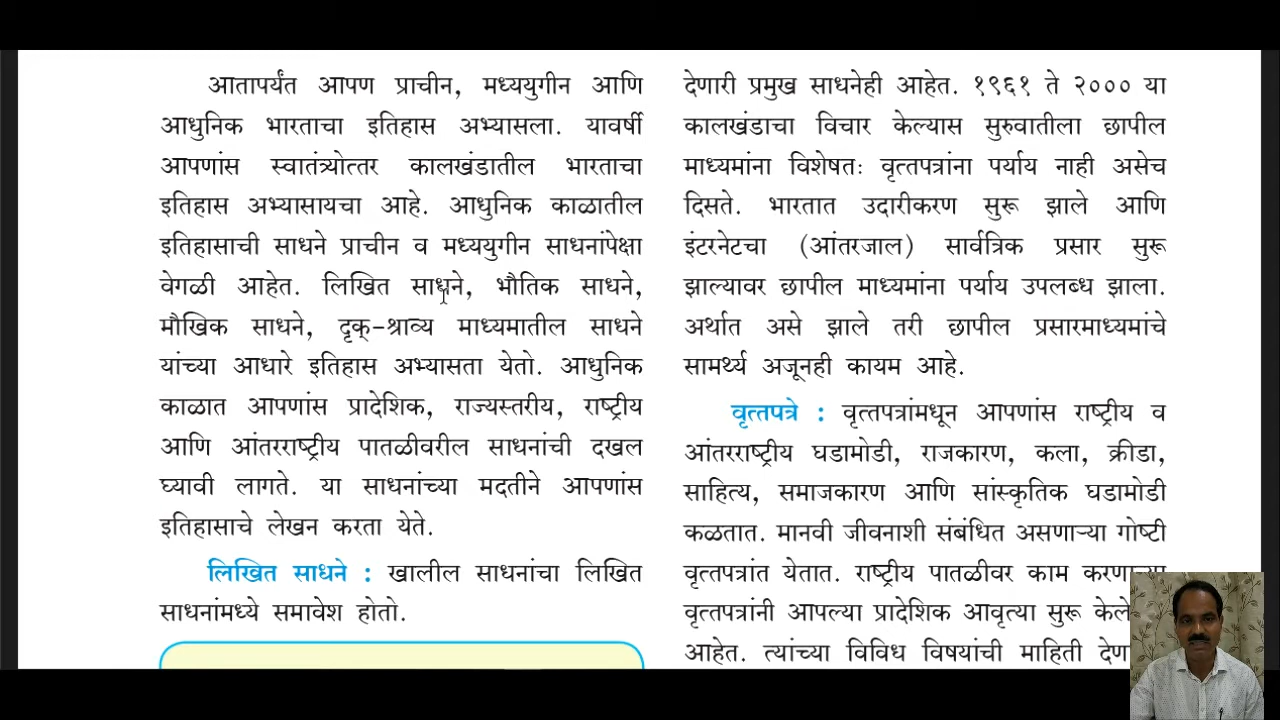 आतापर्यंत आपण प्राचीन, मध्ययुगीन आणि
आधुनिक भारताचा इतिहास अभ्यासला. यावर्षी
आपणांस स्वातंत्र्योत्तर कालखंडातील भारताचा
इतिहास अभ्यासायचा आहे. आधुनिक काळातील
इतिहासाची साधने प्राचीन व मध्ययुगीन साधनांपेक्षा
वेगळी आहेत. लिखित साधने, भौतिक साधने,
मौखिक साधने, दृक्-श्राव्य माध्यमातील साधने
यांच्या आधारे इतिहास अभ्यासता येतो. आधुनिक
काळात आपणांस प्रादेशिक, राज्यस्तरीय, राष्ट्रीय
आणि आंतरराष्ट्रीय पातळीवरील साधनांची दखल
घ्यावी लागते. या साधनांच्या मदतीने आपणांस
इतिहासाचे लेखन करता येते.
लिखित साधने : खालील साधनांचा लिखित
साधनांमध्ये समावेश होतो.
देणारी प्रमुख साधनेही आहेत. १९६१ ते २००० या
कालखंडाचा विचार केल्यास सुरुवातीला छापील
माध्यमांना विशेषतः वृत्तपत्रांना पर्याय नाही असेच
दिसते. भारतात उदारीकरण सुरू झाले आणि
इंटरनेटचा (आंतरजाल) सार्वत्रिक प्रसार सुरू
झाल्यावर छापील माध्यमांना पर्याय उपलब्ध झाला.
अर्थात असे झाले तरी छापील प्रसारमाध्यमांचे
सामर्थ्य अजूनही कायम आहे.
वृत्तपत्रे : वृत्तपत्रांमधून आपणांस राष्ट्रीय व
आंतरराष्ट्रीय घडामोडी, राजकारण, कला, क्रीडा,
साहित्य, समाजकारण आणि सांस्कृतिक घडामोडी
कळतात. मानवी जीवनाशी संबंधित असणाऱ्या गोष्टी
वृत्तपत्रांत येतात. राष्ट्रीय पातळीवर काम
वृत्तपत्रांनी आपल्या प्रादेशिक आवृत्या सुरू
आहेत. त्यांच्या विविध विषयांची माहिती